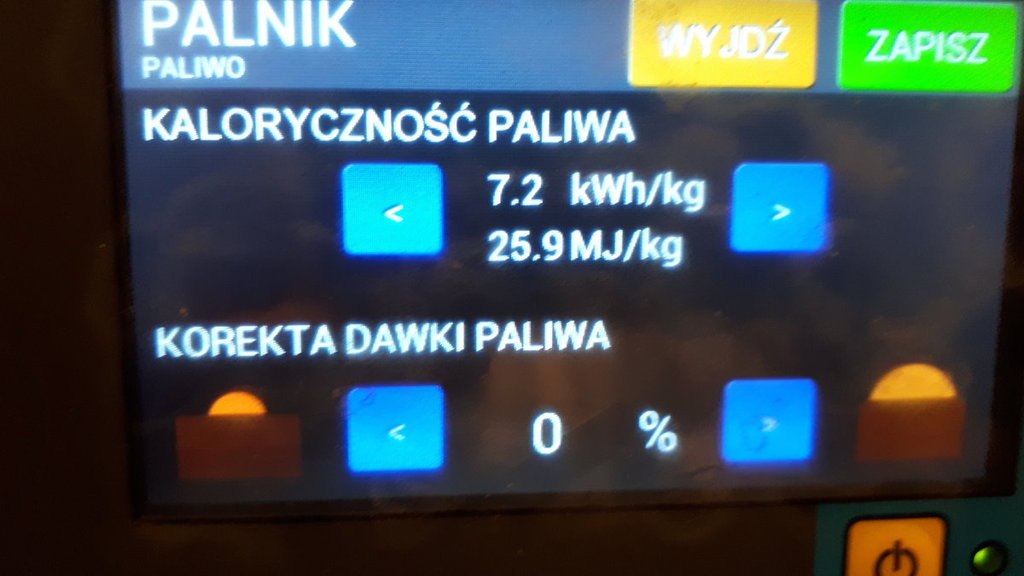 PALNIK
PALIWO
WYJDŹ
ZAPISZ
KALORYCZNOŚĆ PALIWA
< 7.2 kWh/kg >
25.9 MJ/kg
KOREKTA DAWKI PALIWA
< 0 % >